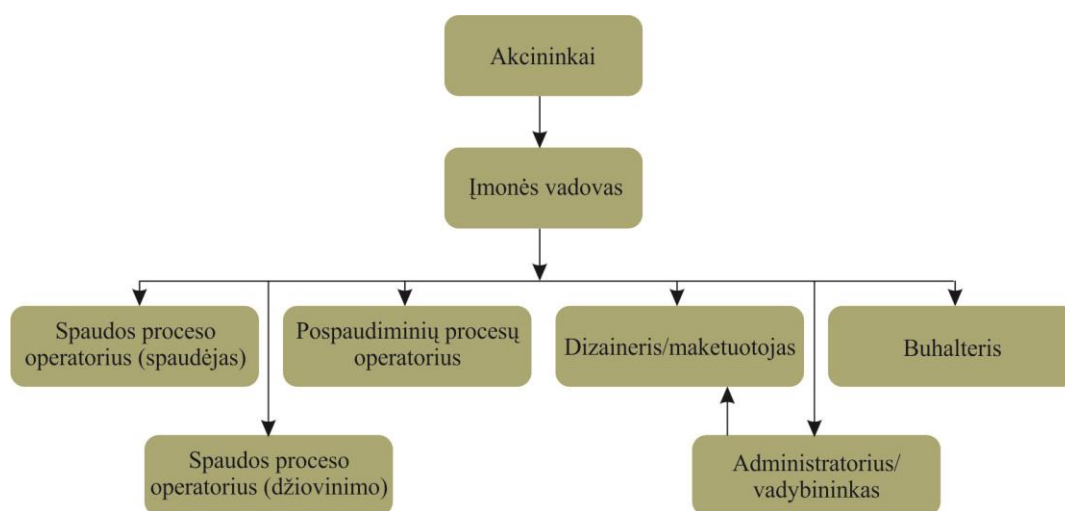 Akcininkai
Įmonės vadovas
Spaudos proceso
operatorius (spaudėjas)
Pospaudiminių procesų
operatorius
Dizaineris/maketuotojas
Buhalteris
Spaudos proceso
operatorius (džiovinimo)
Administratorius/
vadybininkas